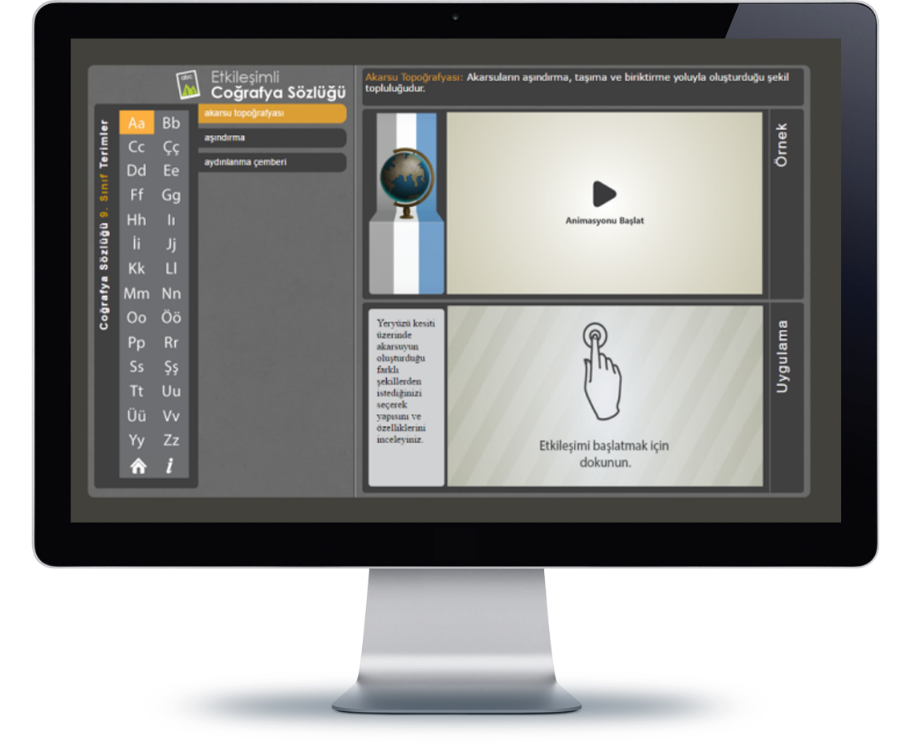 abc
Etkileşimli
Coğrafya Sözlüğü
Coğrafya Sözlüğü 9. Sınıf Terimler
Aa Bb
Cc Çç
Dd Ee
Ff Gg
Hh Iı
İi Jj
Kk Ll
Mm Nn
Oo Öö
Pp Rr
Ss Şş
Tt Uu
Üü Vv
Yy Zz
i
akarsu topoğrafyası
aşındırma
aydınlanma çemberi
Akarsu Topoğrafyası: Akarsuların aşındırma, taşıma ve biriktirme yoluyla oluşturduğu şekil
topluluğudur.
Animasyonu Başlat
Örnek
Yeryüzü kesiti
üzerinde
akarsuyun
oluşturduğu
farklı
şekillerden
istediğinizi
seçerek
yapısını ve
özelliklerini
inceleyiniz.
Etkileşimi başlatmak için
dokunun.
Uygulama